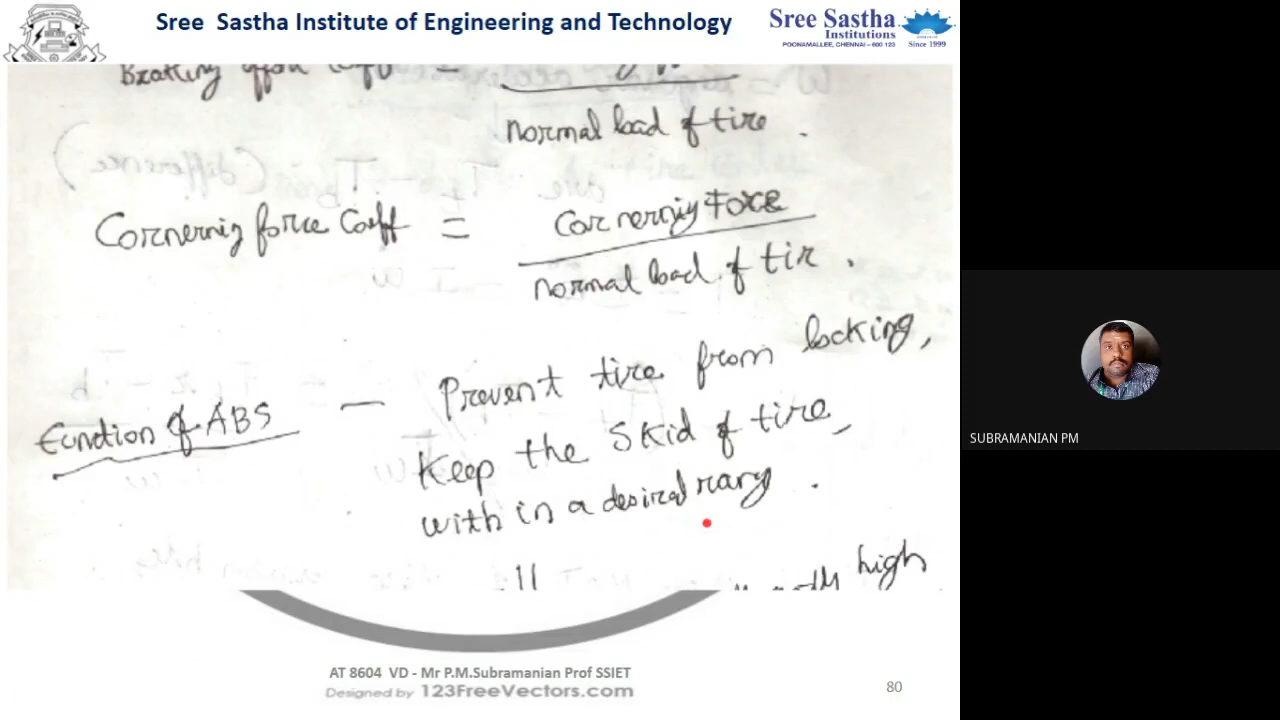 Sree Sastha Institute of Engineering and Technology
Sree Sastha
Institutions
POONAMALLEE, CHENNAI – 600 123
Since 1999
normal load of tire .
Cornering force Coeff = Cornering Force
normal load of tir .
Function of ABS — Prevent tire from locking,
Keep the skid of tire,
with in a desired rang .
high
SUBRAMANIAN PM
AT 8604 VD - Mr P.M.Subramanian Prof SSIET
Designed by 123FreeVectors.com
80